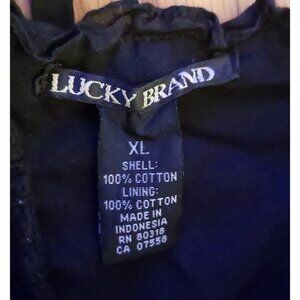 LUCKY BRAND
XL
SHELL:
100% COTTON
LINING:
100% COTTON
MADE IN
INDONESIA
RN 80318
CA 07558